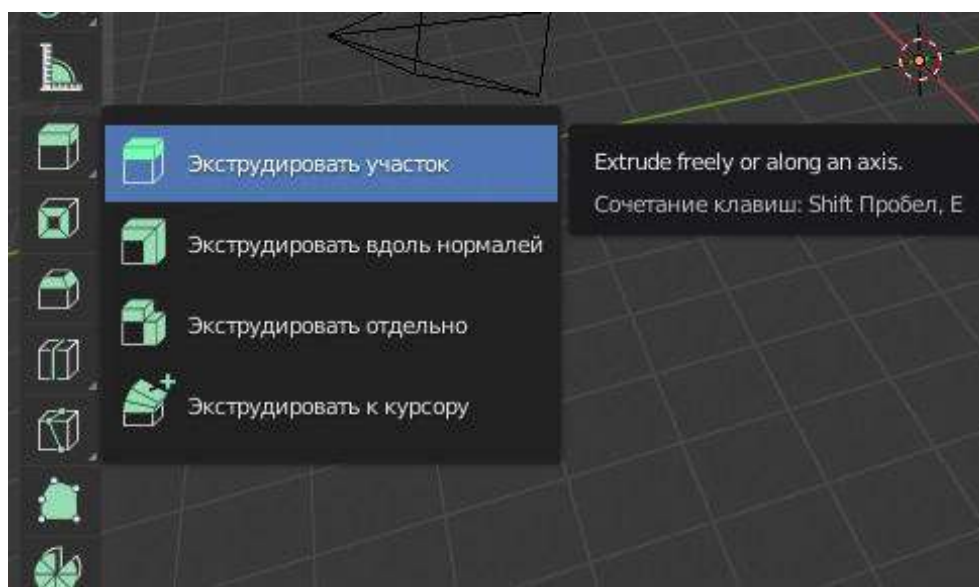 Экструдировать участок
Extrude freely or along an axis.
Сочетание клавиш: Shift Пробел, E
Экструдировать вдоль нормалей
Экструдировать отдельно
Экструдировать к курсору